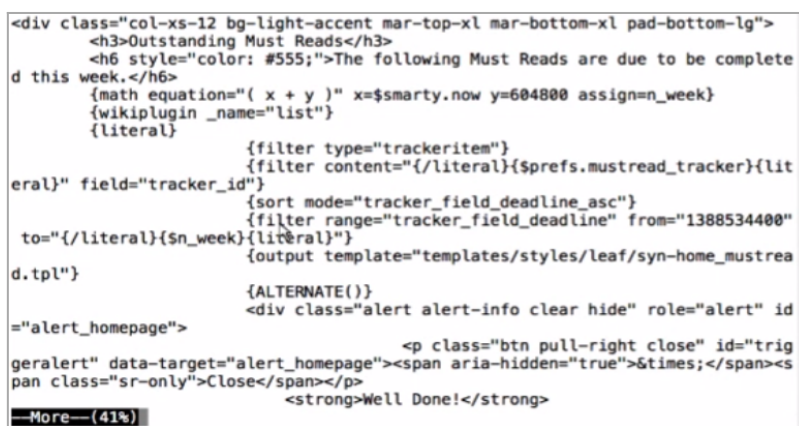 <div class="col-xs-12 bg-light-accent mar-top-xl mar-bottom-xl pad-bottom-lg">
<h3>Outstanding Must Reads</h3>
<h6 style="color: #555;">The following Must Reads are due to be complete
d this week.</h6>
{math equation="( x + y )" x=$smarty.now y=604800 assign=n_week}
{wikiplugin _name="list"}
{literal}
{filter type="trackeritem"}
{filter content="{/literal}{$prefs.mustread_tracker}{lit
eral}" field="tracker_id"}
{sort mode="tracker_field_deadline_asc"}
{filter range="tracker_field_deadline" from="1388534400"
to="{/literal}{$n_week}{literal}"}
{output template="templates/styles/leaf/syn-home_mustrea
d.tpl"}
{ALTERNATE()}
<div class="alert alert-info clear hide" role="alert" id
="alert_homepage">
<p class="btn pull-right close" id="trig
geralert" data-target="alert_homepage"><span aria-hidden="true">&times;</span><s
pan class="sr-only">Close</span></p>
<strong>Well Done!</strong>
--More--(41%)